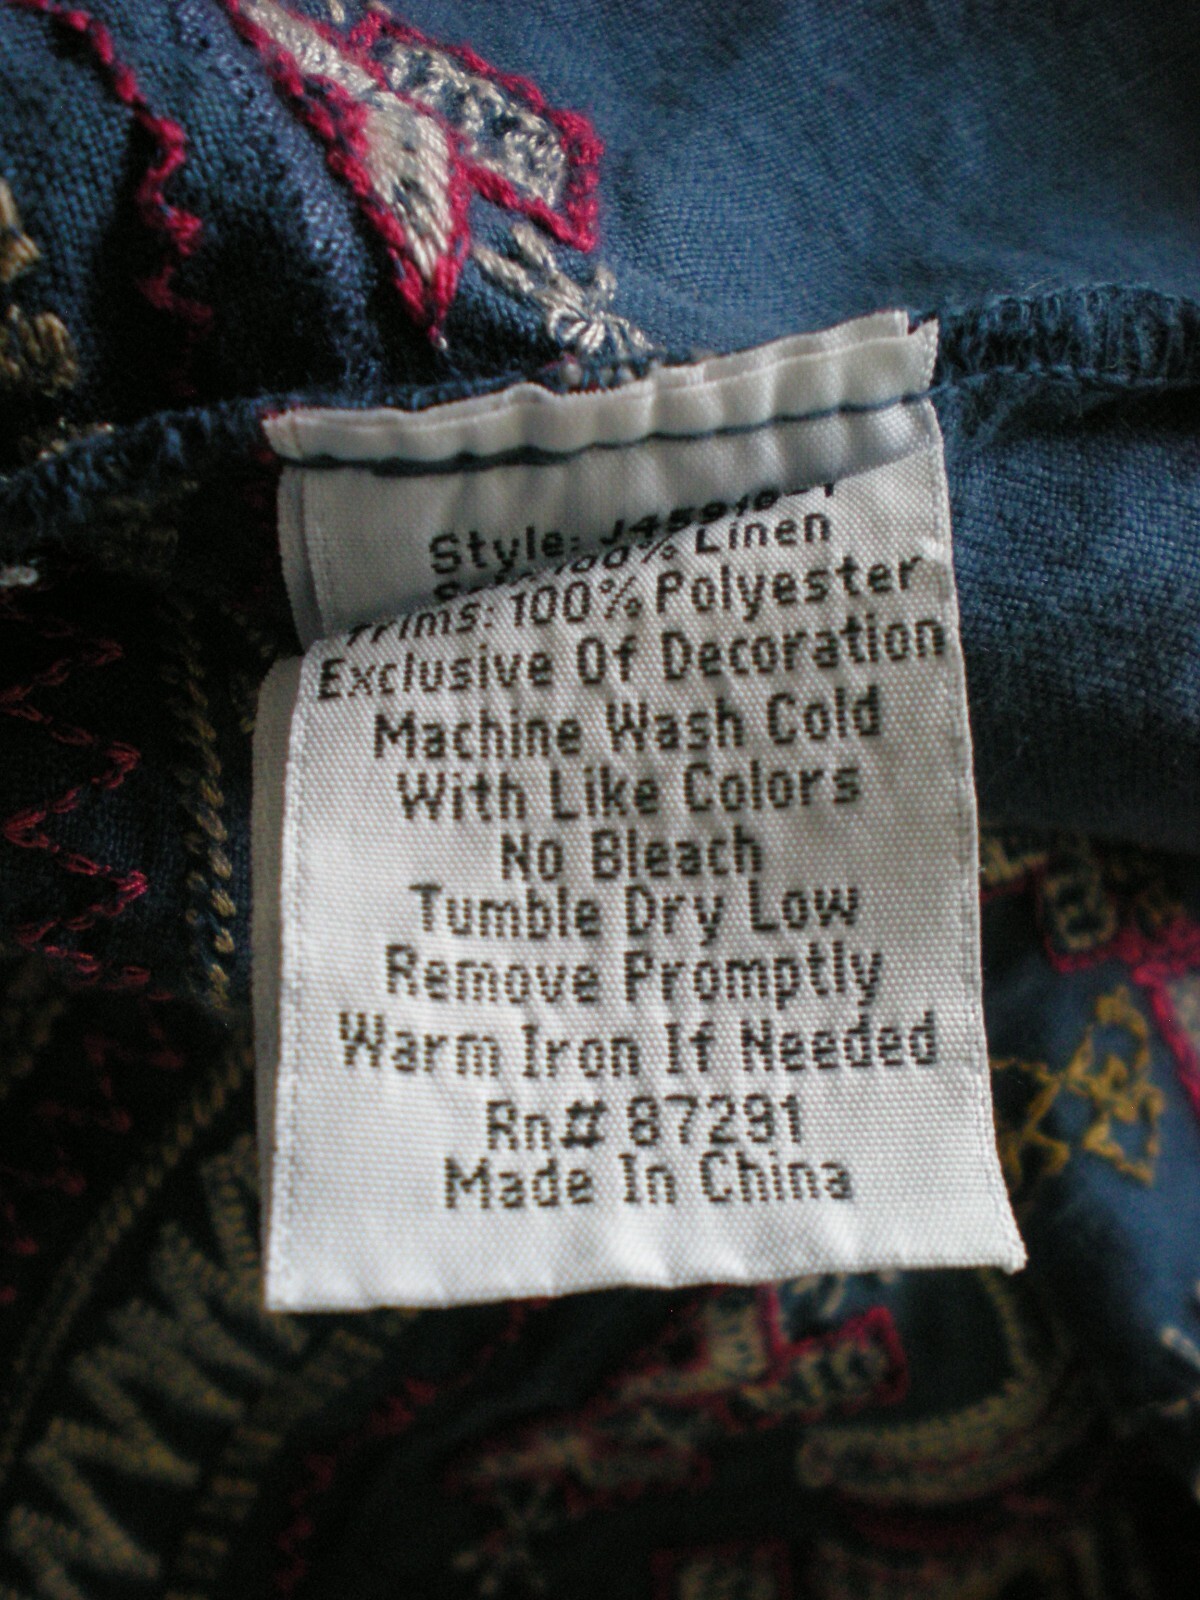 Style:
100% Linen
Trims: 100% Polyester
Exclusive Of Decoration
Machine Wash Cold
With Like Colors
No Bleach
Tumble Dry Low
Remove Promptly
Warm Iron If Needed
Rn# 87291
Made In China